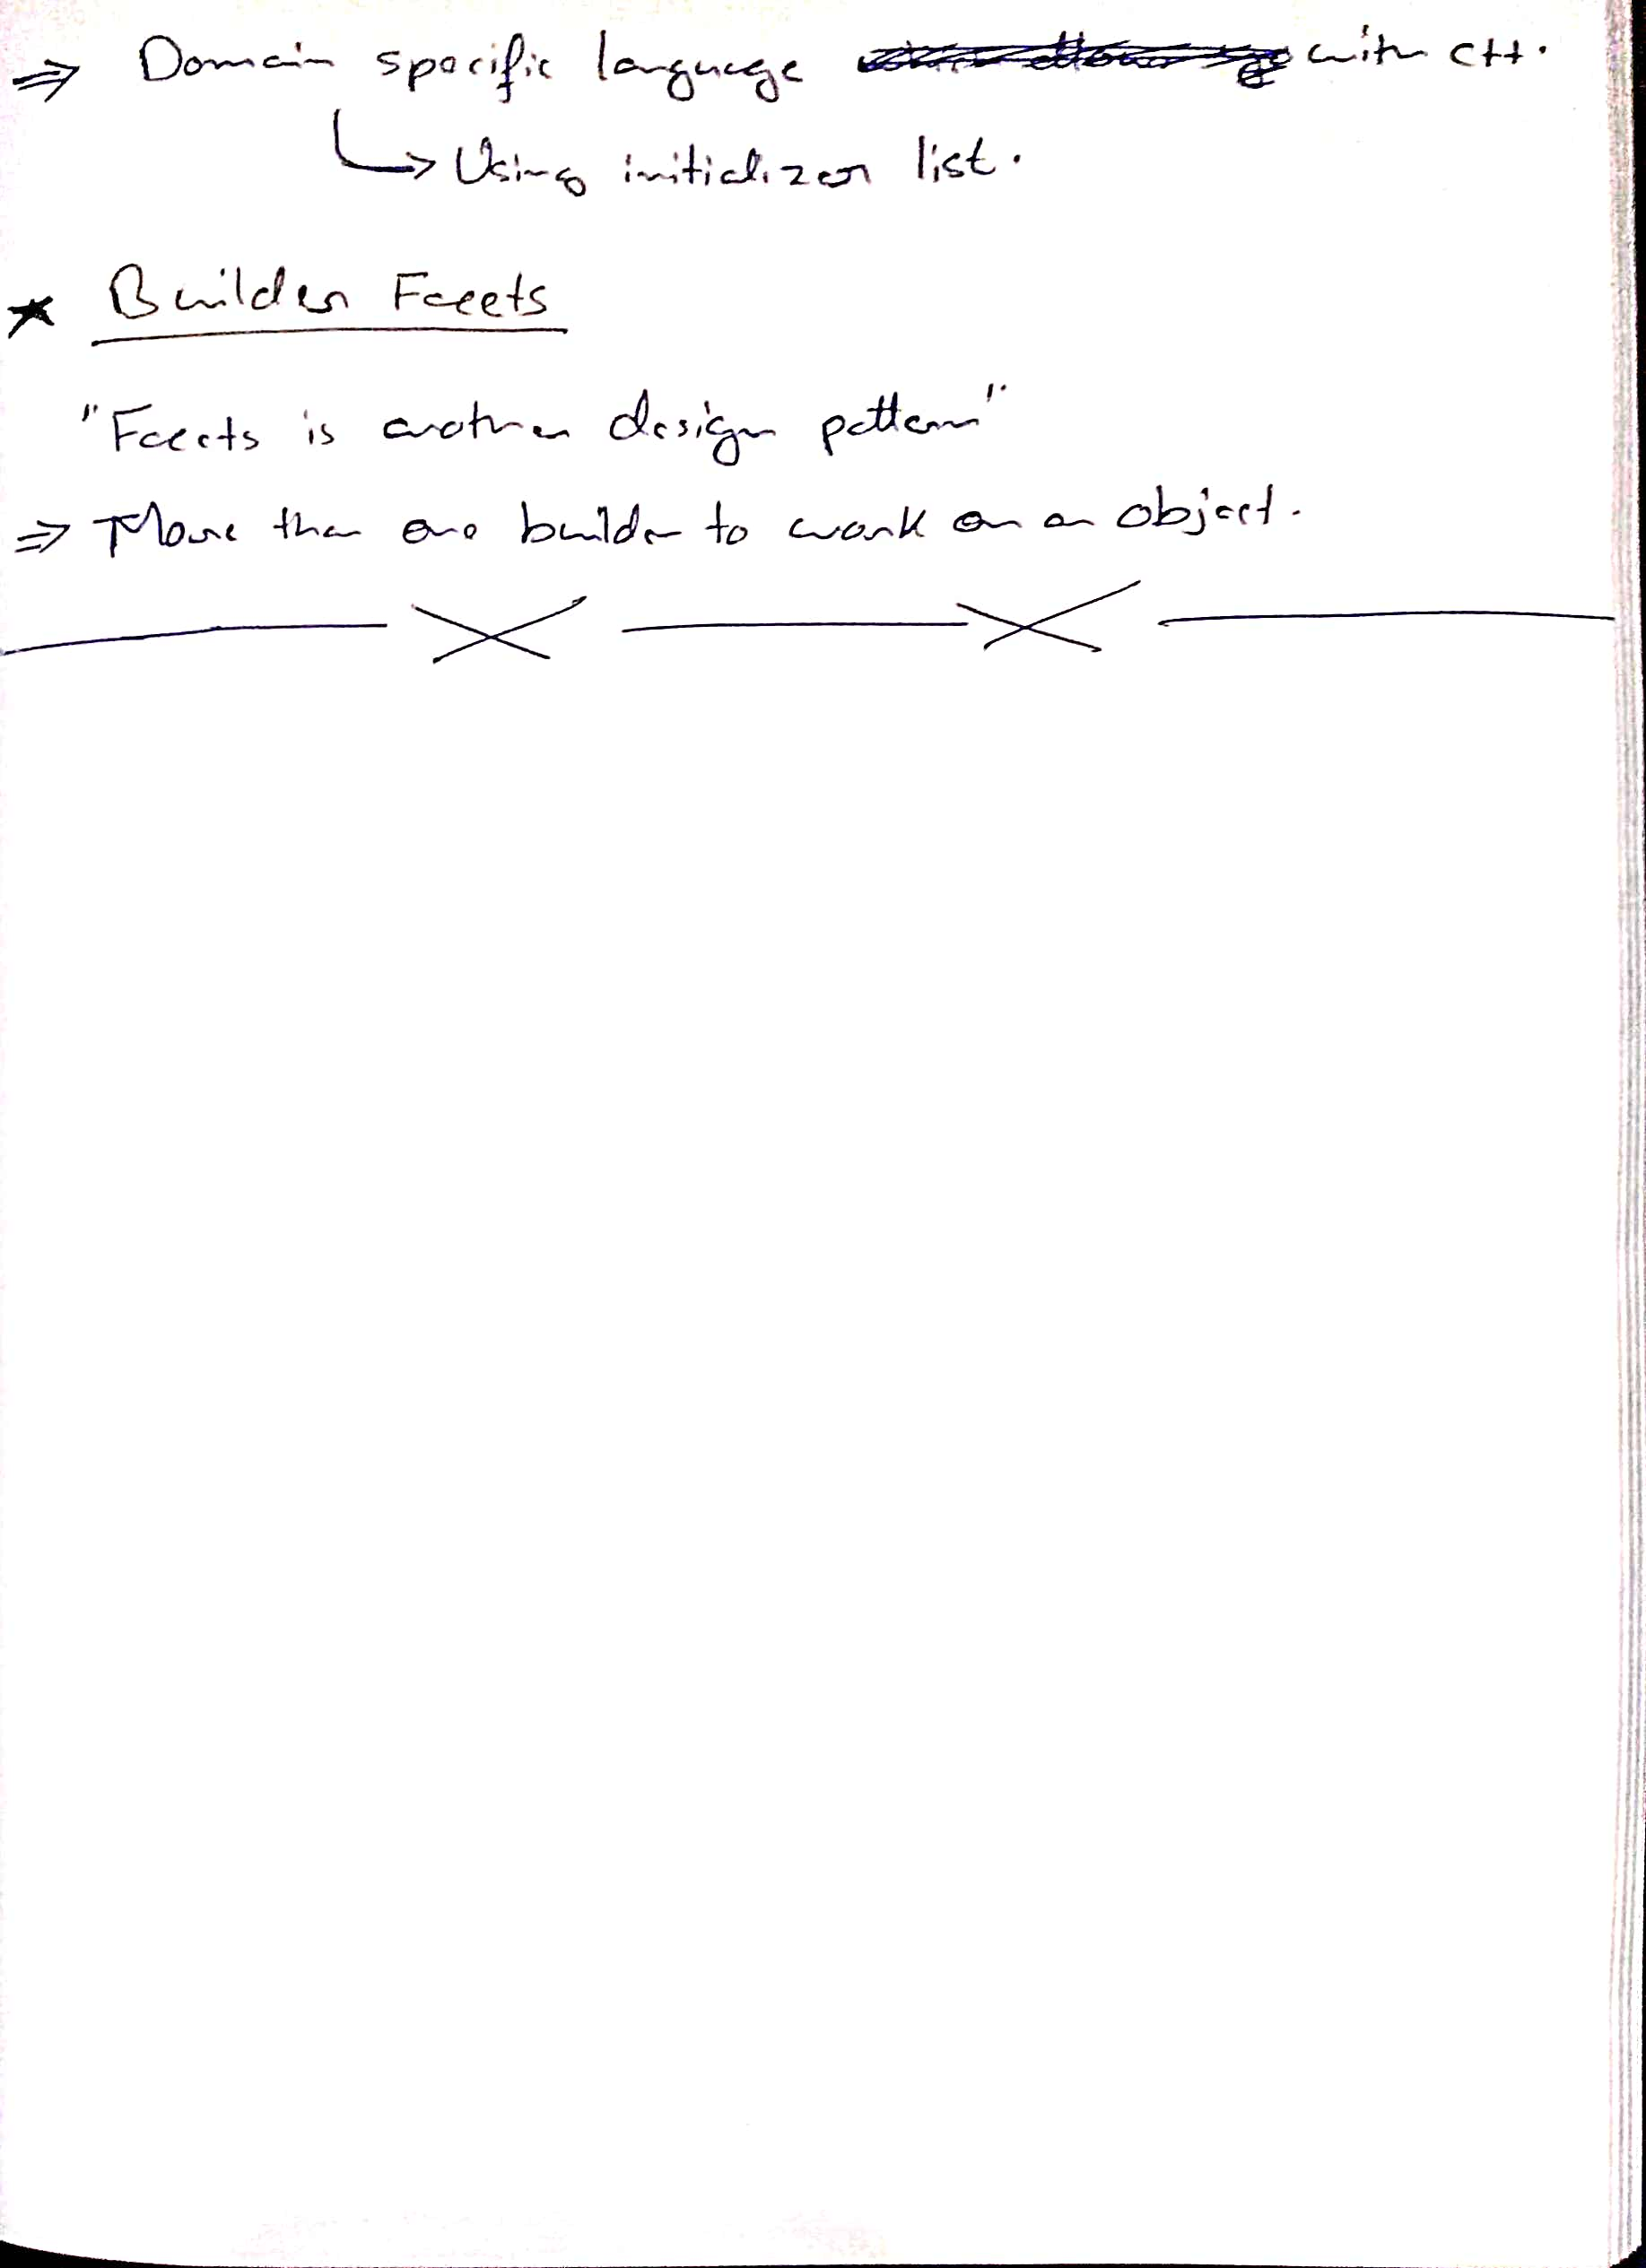 ⇒ Domain specific language with C++.
↳ Using initializer list.
* Builder Facets
"Facets is another design pattern"
⇒ More than one builder to work on an object.